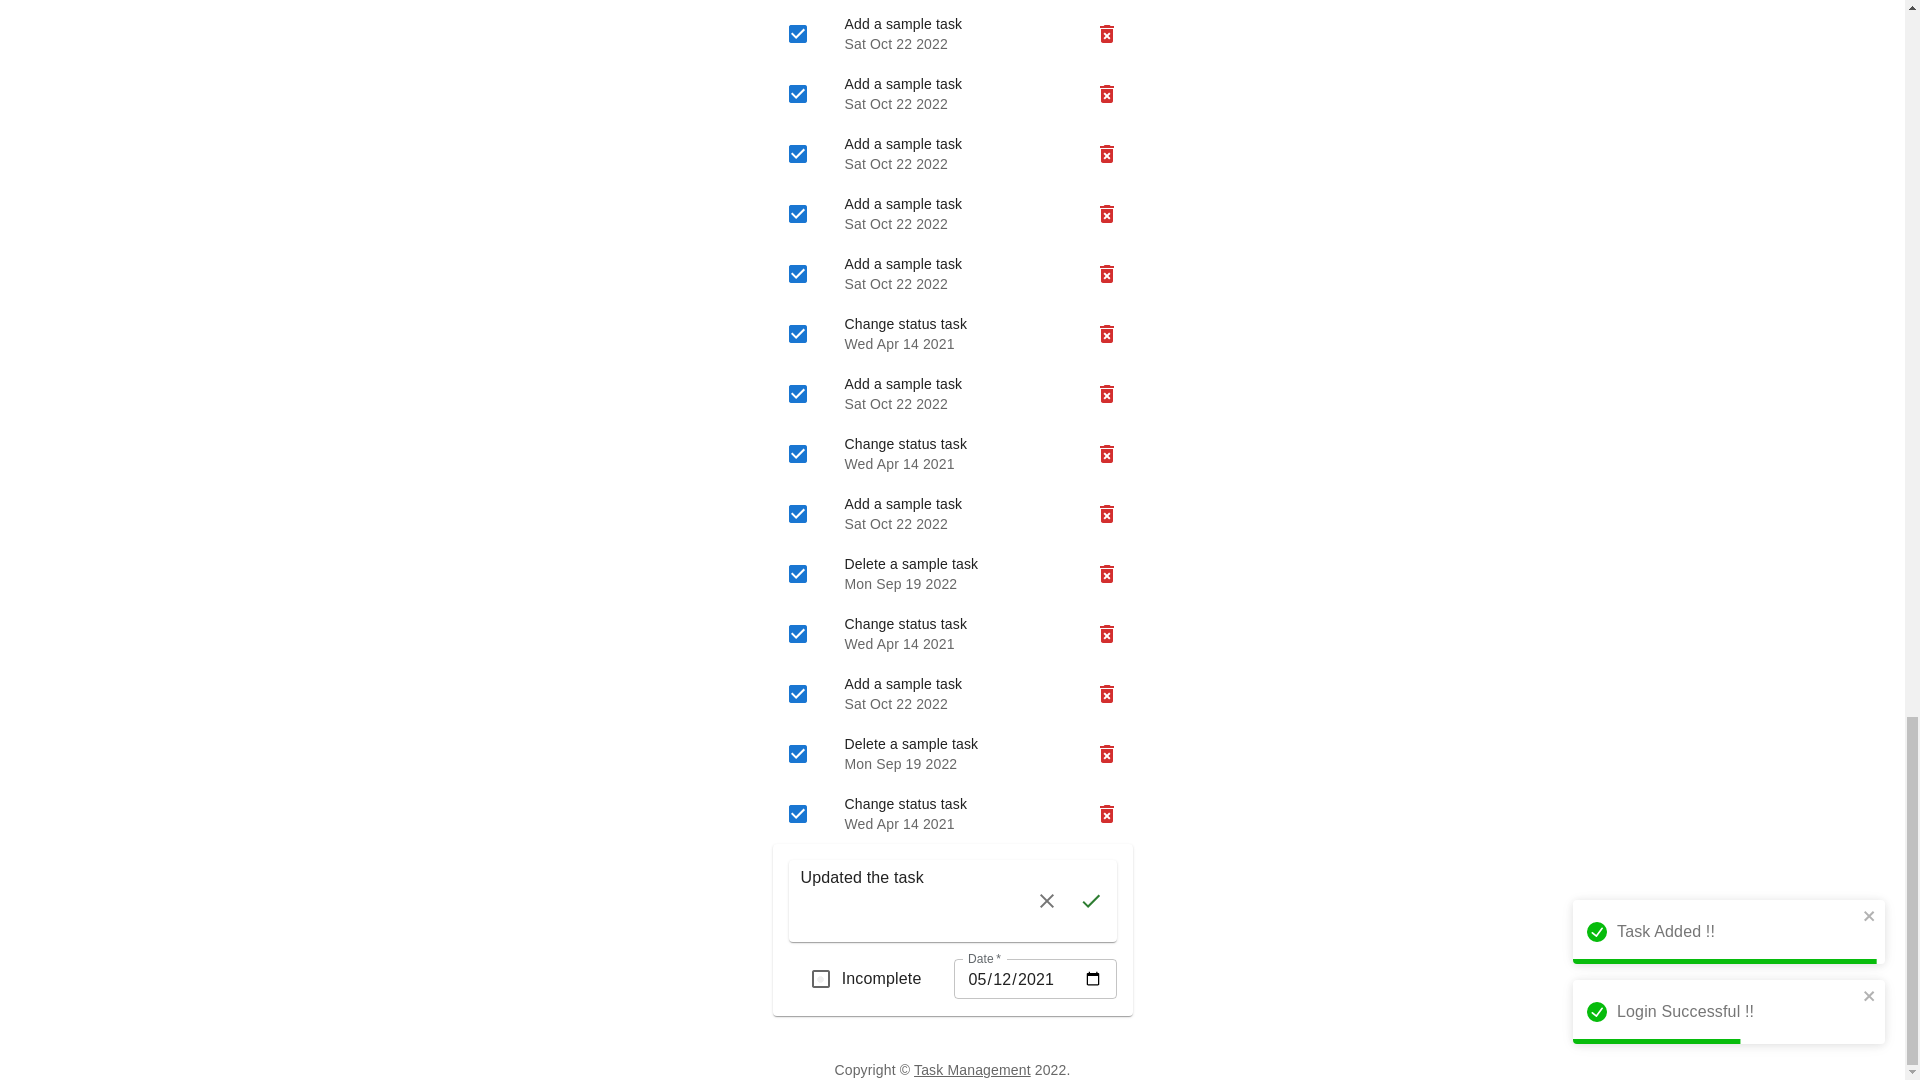 Add a sample task
Sat Oct 22 2022
Add a sample task
Sat Oct 22 2022
Add a sample task
Sat Oct 22 2022
Add a sample task
Sat Oct 22 2022
Add a sample task
Sat Oct 22 2022
Change status task
Wed Apr 14 2021
Add a sample task
Sat Oct 22 2022
Change status task
Wed Apr 14 2021
Add a sample task
Sat Oct 22 2022
Delete a sample task
Mon Sep 19 2022
Change status task
Wed Apr 14 2021
Add a sample task
Sat Oct 22 2022
Delete a sample task
Mon Sep 19 2022
Change status task
Wed Apr 14 2021
Updated the task
Incomplete
Date *
05/12/2021
Task Added !!
Login Successful !!
Copyright © Task Management 2022.